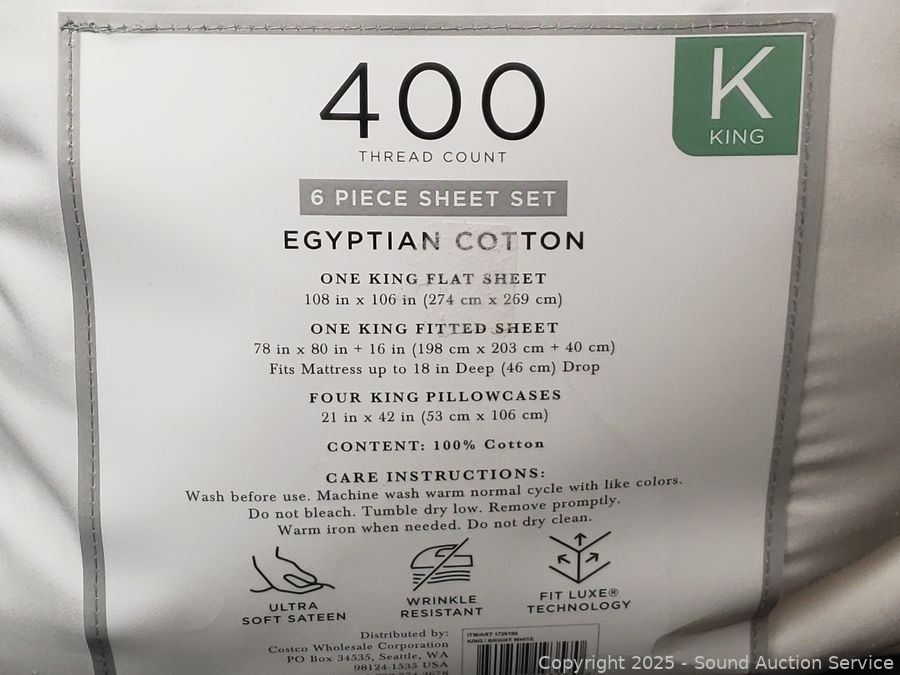 400
THREAD COUNT
K
KING
6 PIECE SHEET SET
EGYPTIAN COTTON
ONE KING FLAT SHEET
108 in x 106 in (274 cm x 269 cm)
ONE KING FITTED SHEET
78 in x 80 in + 16 in (198 cm x 203 cm + 40 cm)
Fits Mattress up to 18 in Deep (46 cm) Drop
FOUR KING PILLOWCASES
21 in x 42 in (53 cm x 106 cm)
CONTENT: 100% Cotton
CARE INSTRUCTIONS:
Wash before use. Machine wash warm normal cycle with like colors.
Do not bleach. Tumble dry low. Remove promptly.
Warm iron when needed. Do not dry clean.
ULTRA
SOFT SATEEN
WRINKLE
RESISTANT
FIT LUXE®
TECHNOLOGY
Distributed by:
Costco Wholesale Corporation
PO Box 34535, Seattle, WA
98124-1535 USA
ITM/ART
KING / BRIGHT WHITE
Copyright 2025 - Sound Auction Service